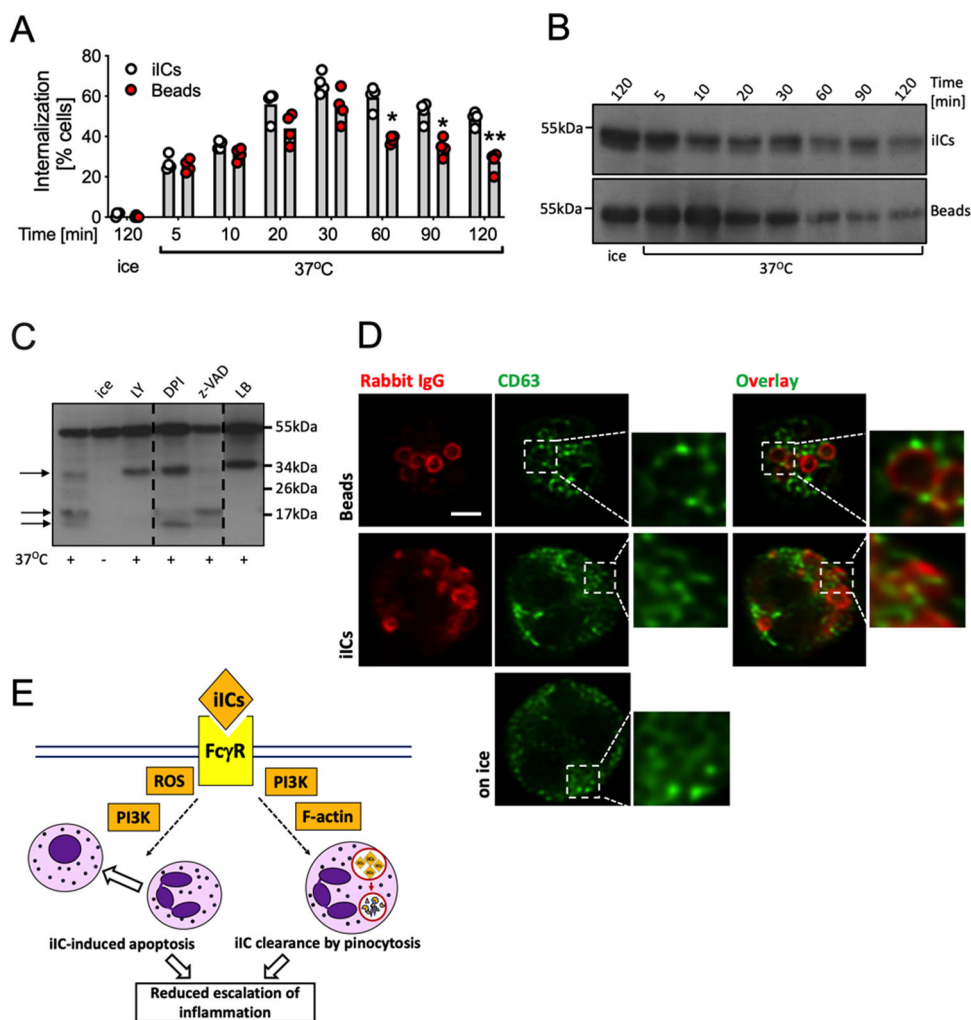 A
80
60
40
20
0
Internalization
[% cells]
iICs
Beads
*
*
**
Time [min]
120 5 10 20 30 60 90 120
ice
37°C
B
120 5 10 20 30 60 90 120
Time
[min]
55kDa
iICs
55kDa
Beads
ice
37°C
C
ice LY DPI z-VAD LB
55kDa
34kDa
26kDa
17kDa
37°C + - + + + +
D
Rabbit IgG CD63 Overlay
Beads
iICs
on ice
E
iICs
FcγR
ROS
PI3K
PI3K
F-actin
iIC-induced apoptosis
iIC clearance by pinocytosis
Reduced escalation of
inflammation